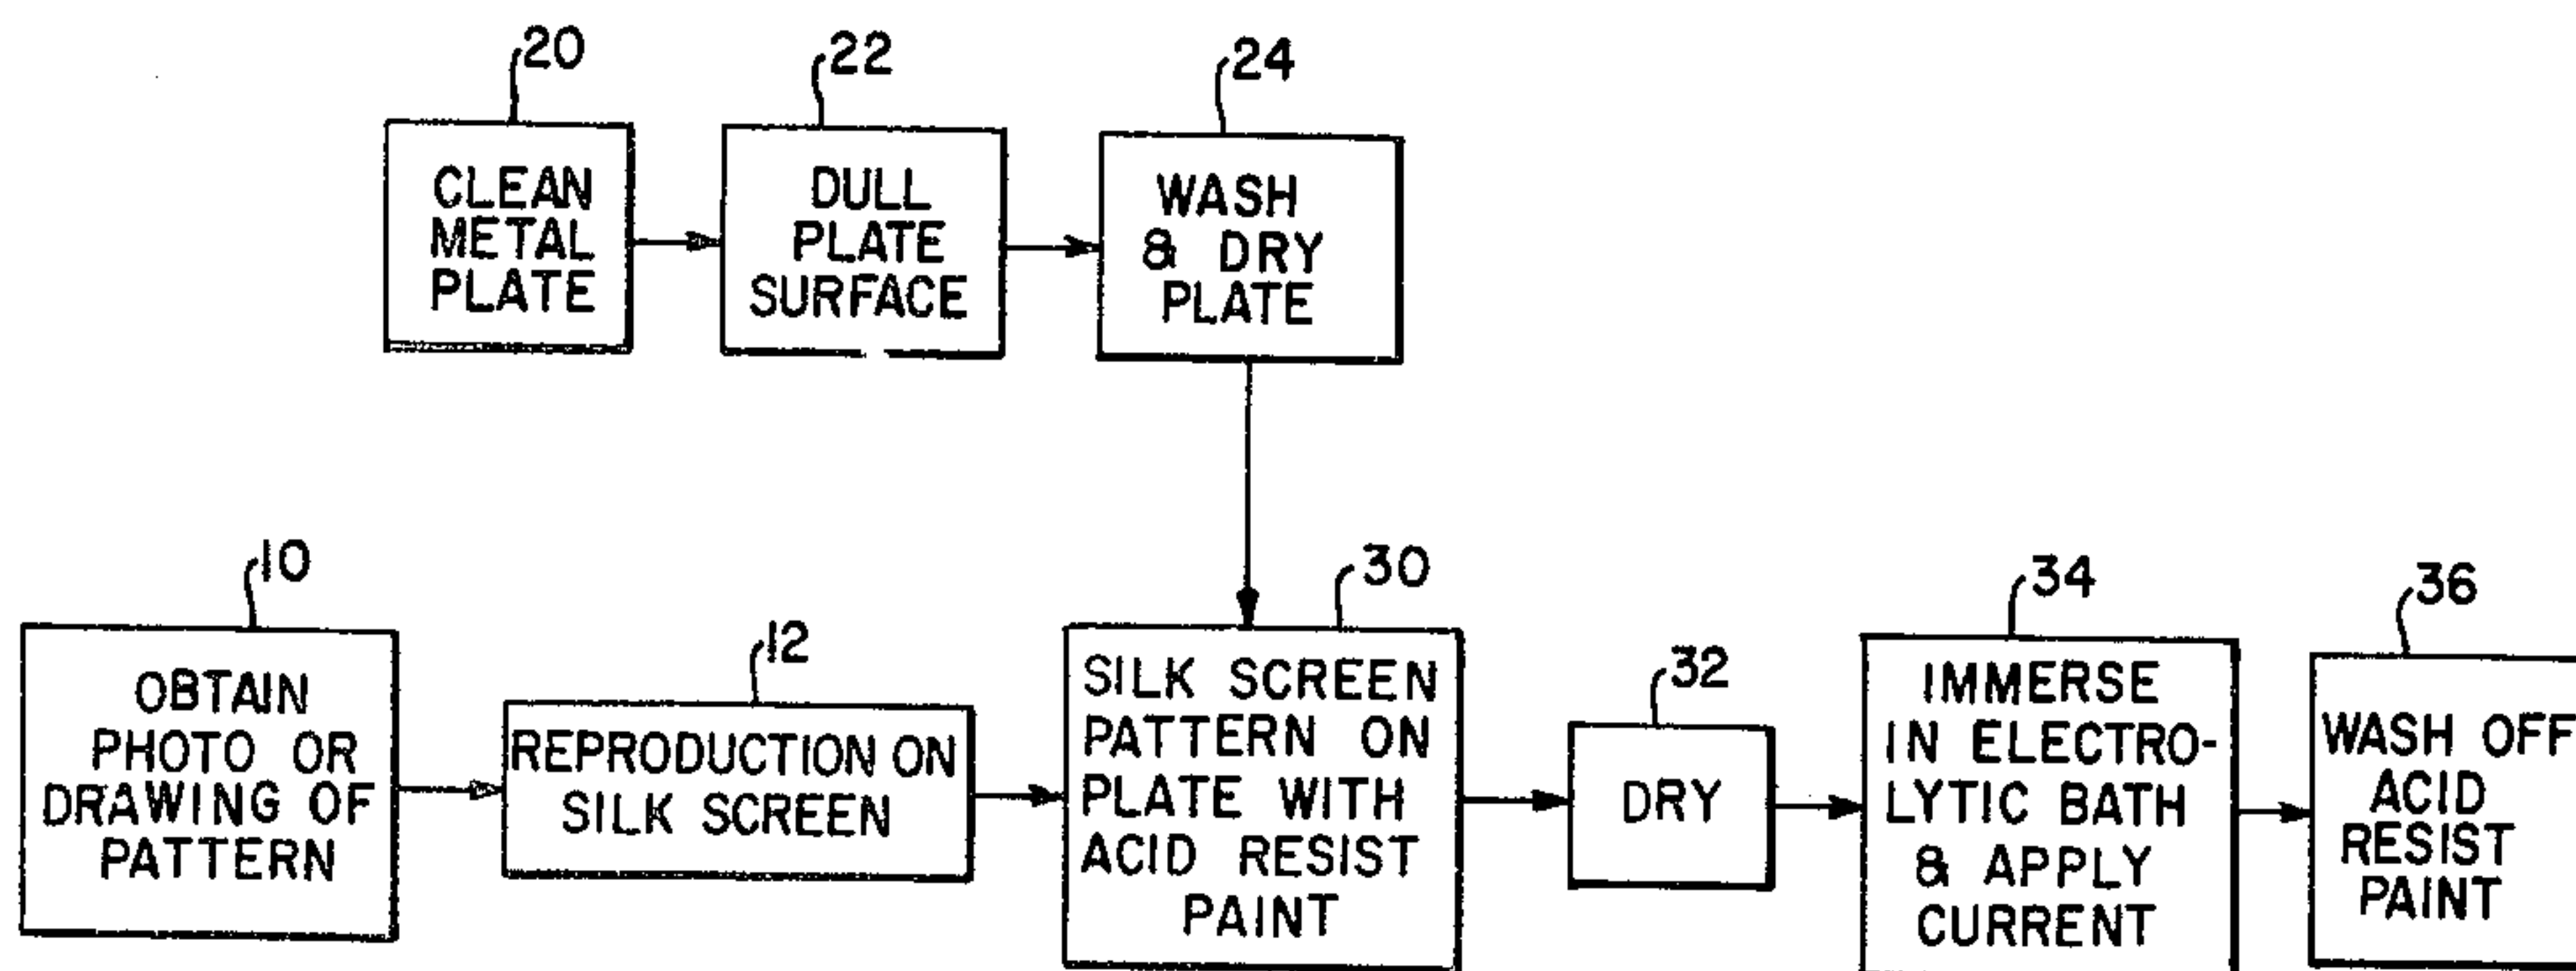 20
CLEAN
METAL
PLATE
22
DULL
PLATE
SURFACE
24
WASH
& DRY
PLATE
10
OBTAIN
PHOTO OR
DRAWING OF
PATTERN
12
REPRODUCTION ON
SILK SCREEN
30
SILK SCREEN
PATTERN ON
PLATE WITH
ACID RESIST
PAINT
32
DRY
34
IMMERSE
IN ELECTRO-
LYTIC BATH
& APPLY
CURRENT
36
WASH OFF
ACID
RESIST
PAINT